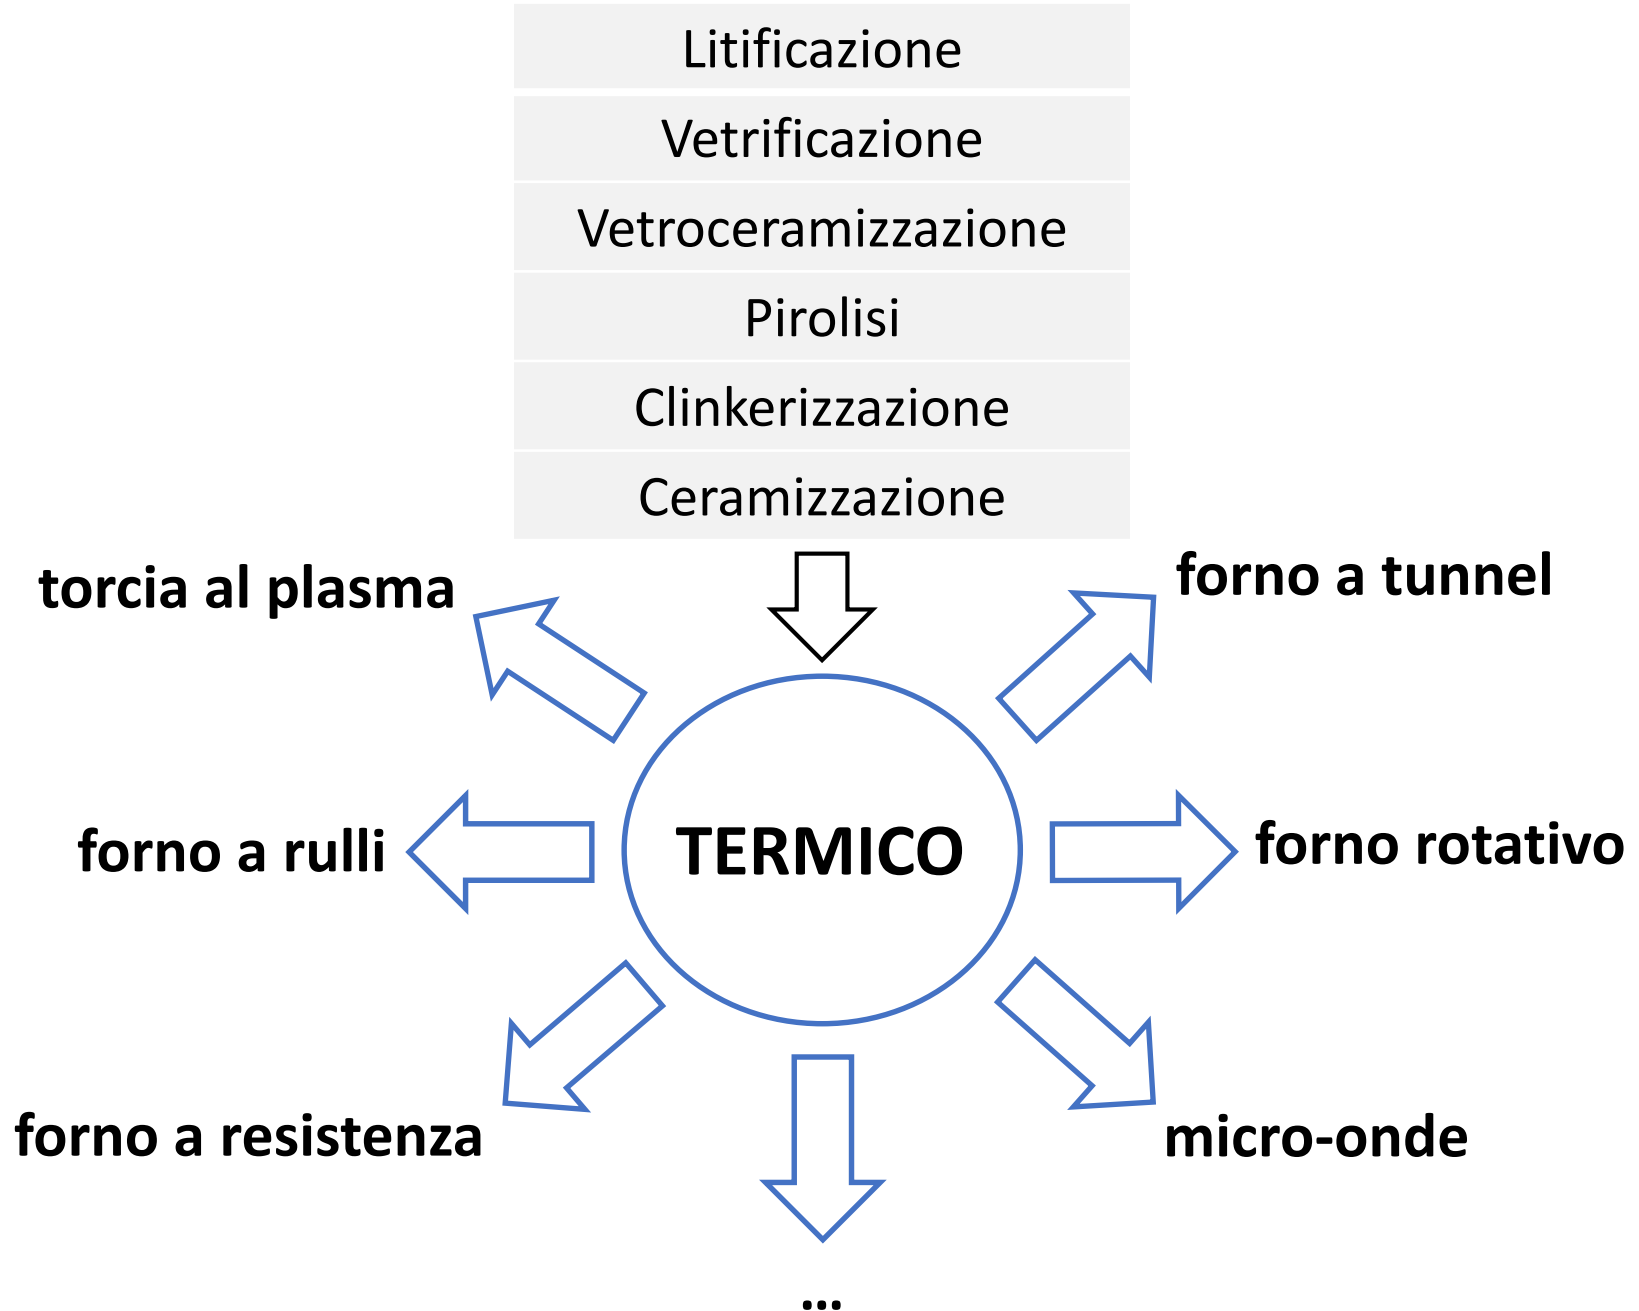 Litificazione
Vetrificazione
Vetroceramizzazione
Pirolisi
Clinkerizzazione
Ceramizzazione
torcia al plasma
forno a tunnel
forno a rulli
TERMICO
forno rotativo
forno a resistenza
micro-onde
...